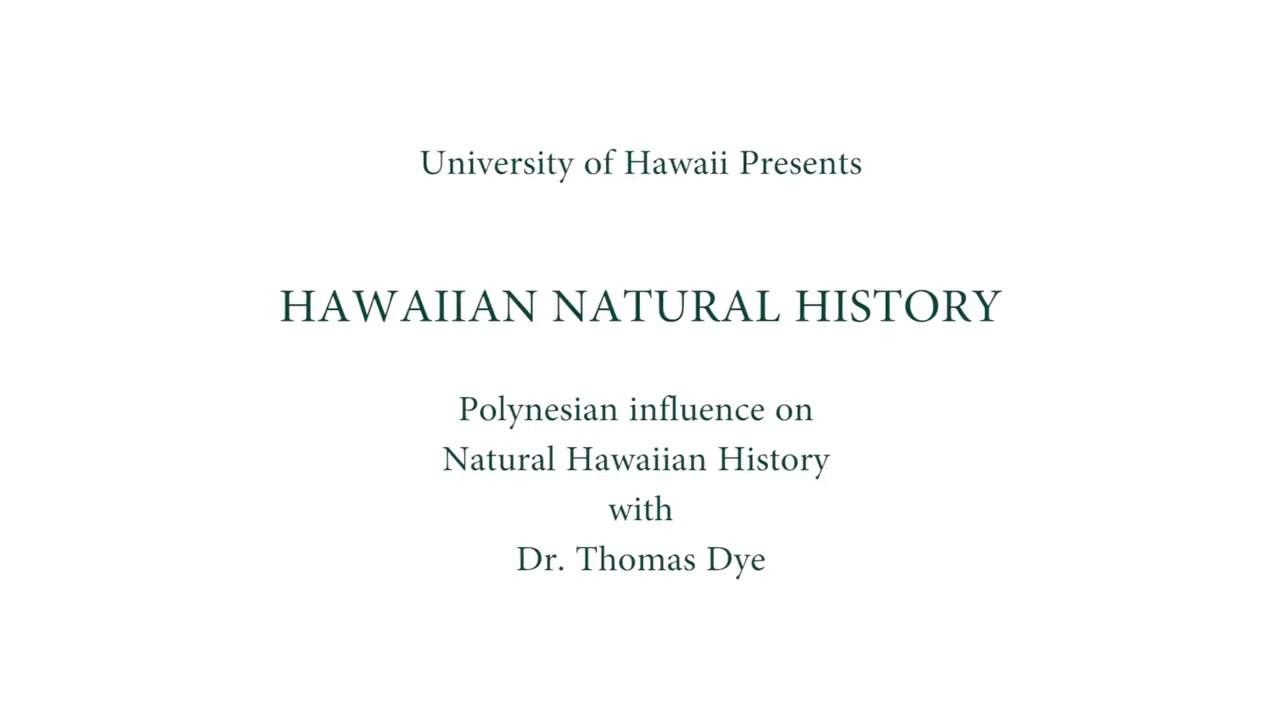 University of Hawaii Presents
HAWAIIAN NATURAL HISTORY
Polynesian influence on
Natural Hawaiian History
with
Dr. Thomas Dye